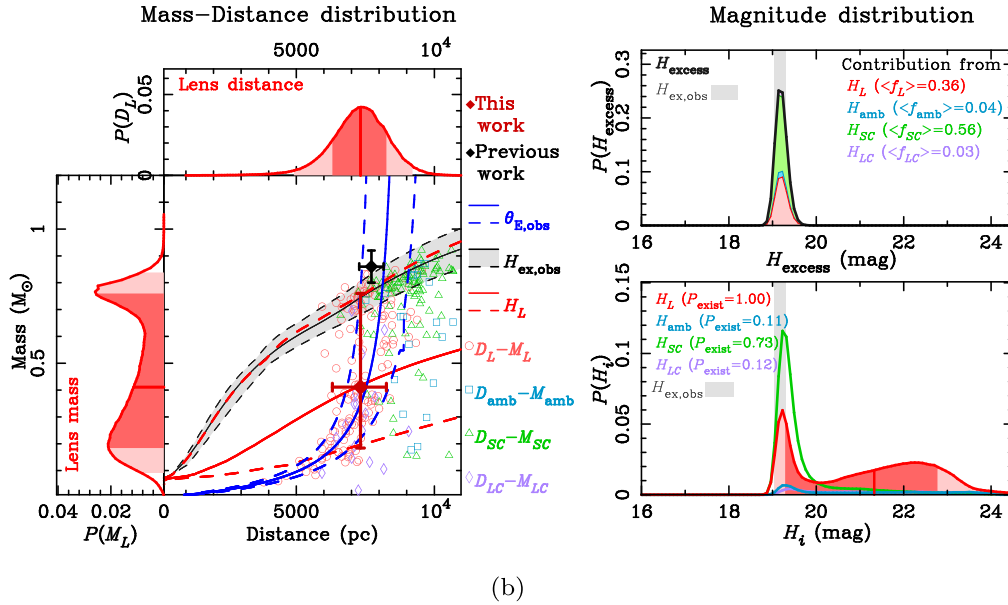 Mass-Distance distribution
5000 10⁴
Lens distance
P(D_L)
0 0.05
◆This work
◆Previous work
θ_E,obs
H_ex,obs
H_L
D_L-M_L
D_amb-M_amb
D_SC-M_SC
D_LC-M_LC
Mass (M⊙)
0.5 1
Lens mass
0.04 0.02 0
P(M_L)
5000 10⁴
Distance (pc)
Magnitude distribution
P(H_excess)
0 0.1 0.2 0.3
H_excess
H_ex,obs
Contribution from
H_L (<f_L>=0.36)
H_amb (<f_amb>=0.04)
H_SC (<f_SC>=0.56)
H_LC (<f_LC>=0.03)
16 18 20 22 24
H_excess (mag)
P(H_i)
0 0.05 0.1 0.15
H_L (P_exist=1.00)
H_amb (P_exist=0.11)
H_SC (P_exist=0.73)
H_LC (P_exist=0.12)
H_ex,obs
16 18 20 22 24
H_i (mag)
(b)